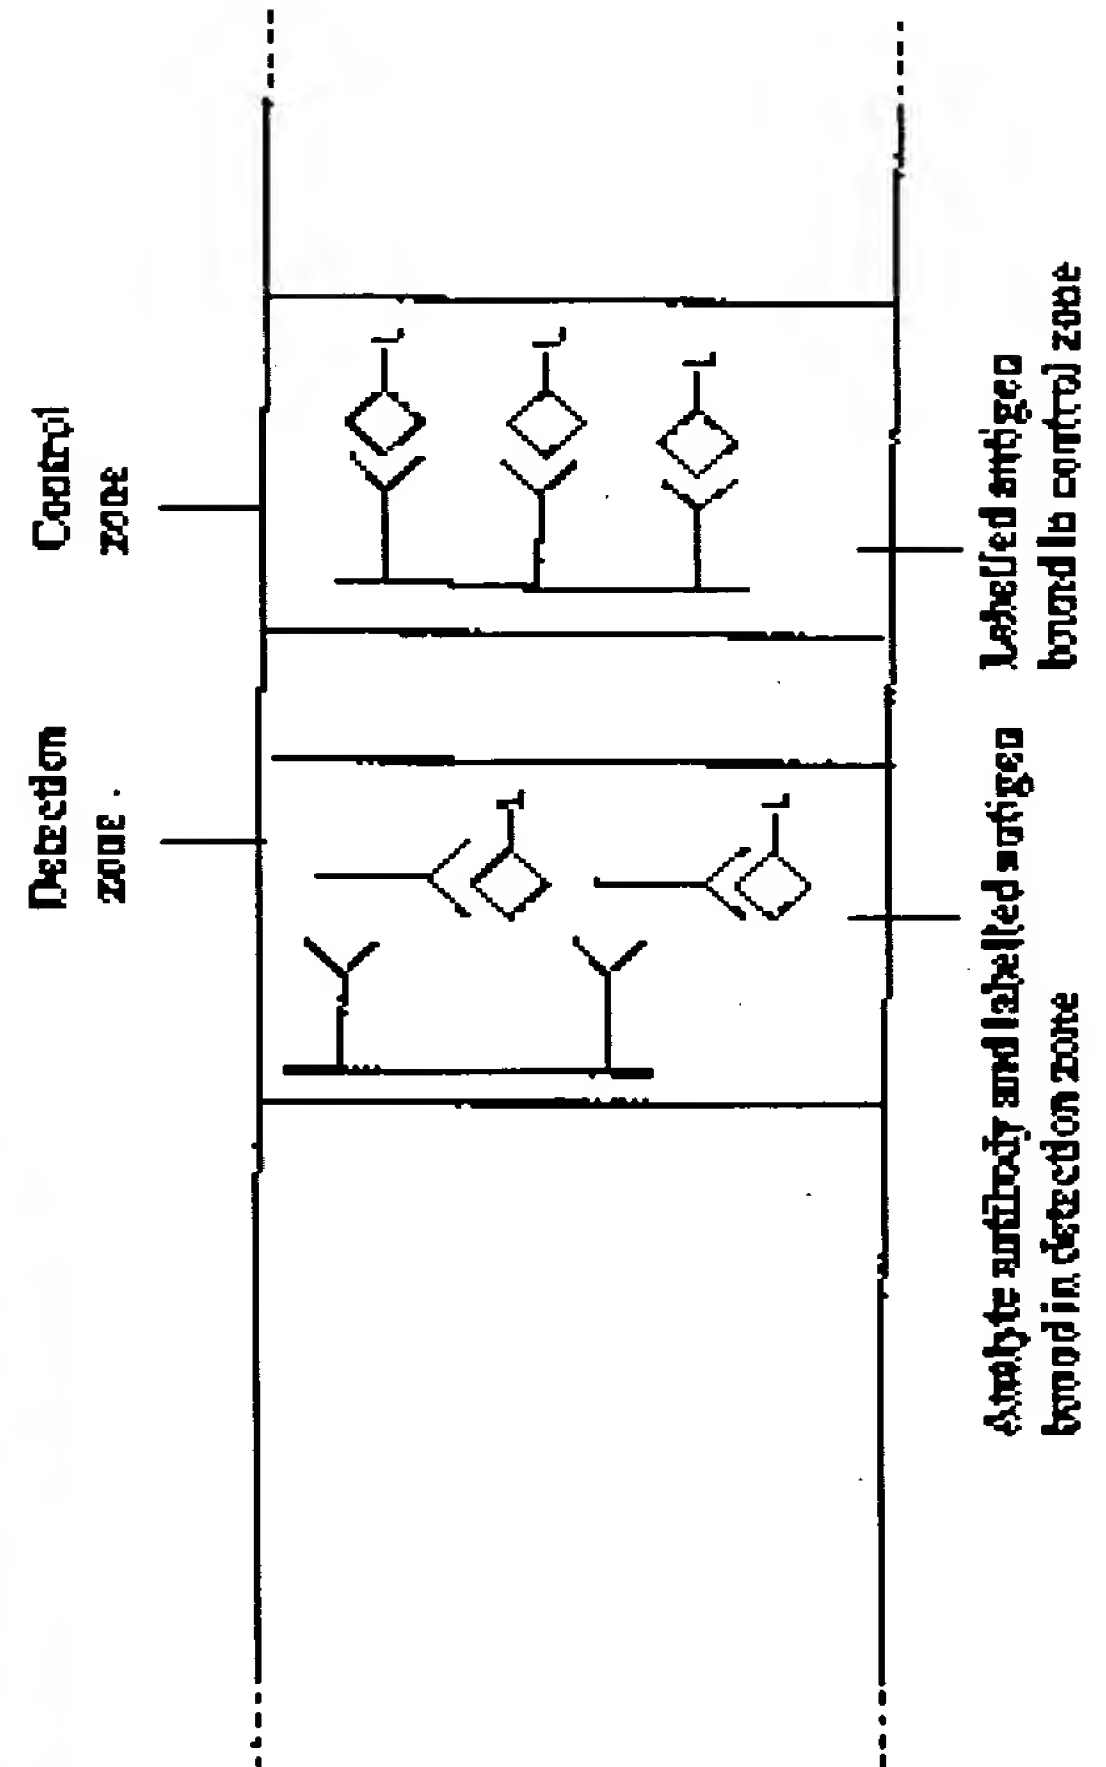 Detection
zone
Control
zone
L
L
L
L
L
Analyte antibody and labelled antigen
bound in detection zone
Labelled antigen
bound to control zone